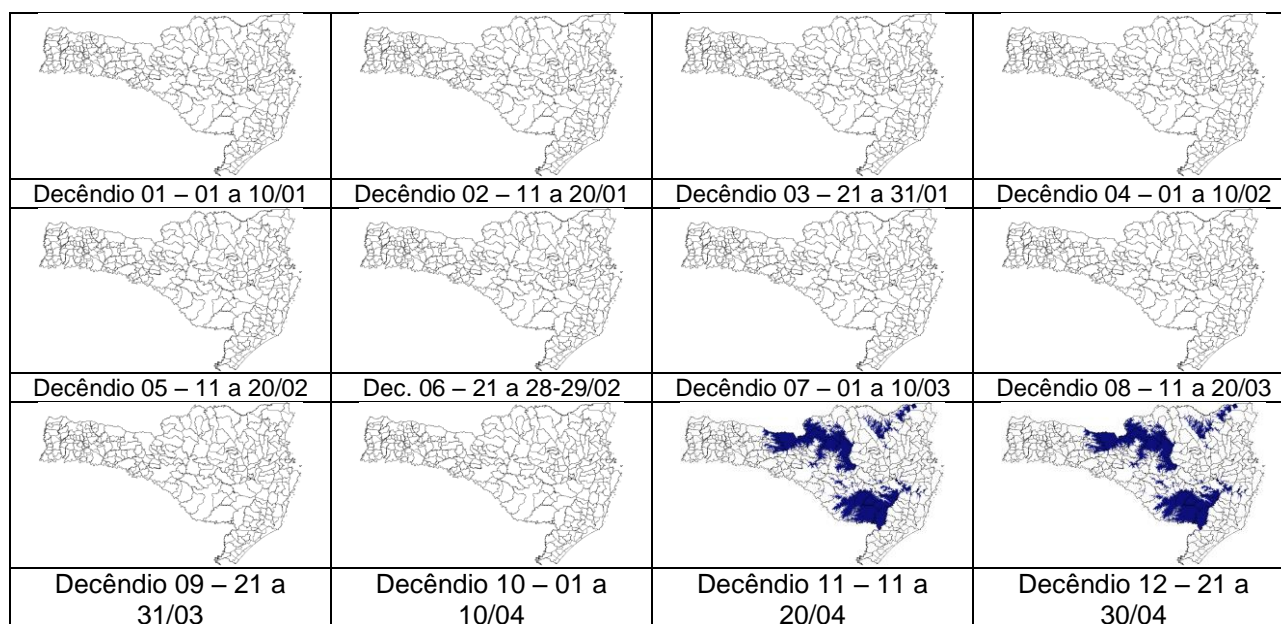 Decêndio 01 – 01 a 10/01
Decêndio 02 – 11 a 20/01
Decêndio 03 – 21 a 31/01
Decêndio 04 – 01 a 10/02
Decêndio 05 – 11 a 20/02
Dec. 06 – 21 a 28-29/02
Decêndio 07 – 01 a 10/03
Decêndio 08 – 11 a 20/03
Decêndio 09 – 21 a
31/03
Decêndio 10 – 01 a
10/04
Decêndio 11 – 11 a
20/04
Decêndio 12 – 21 a
30/04